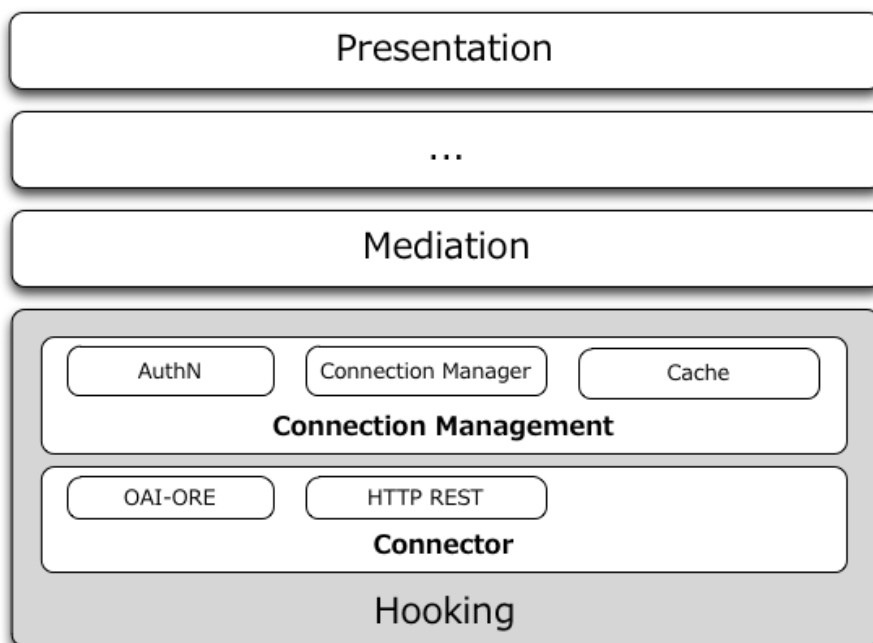 Presentation
...
Mediation
AuthN
Connection Manager
Cache
Connection Management
OAI-ORE
HTTP REST
Connector
Hooking